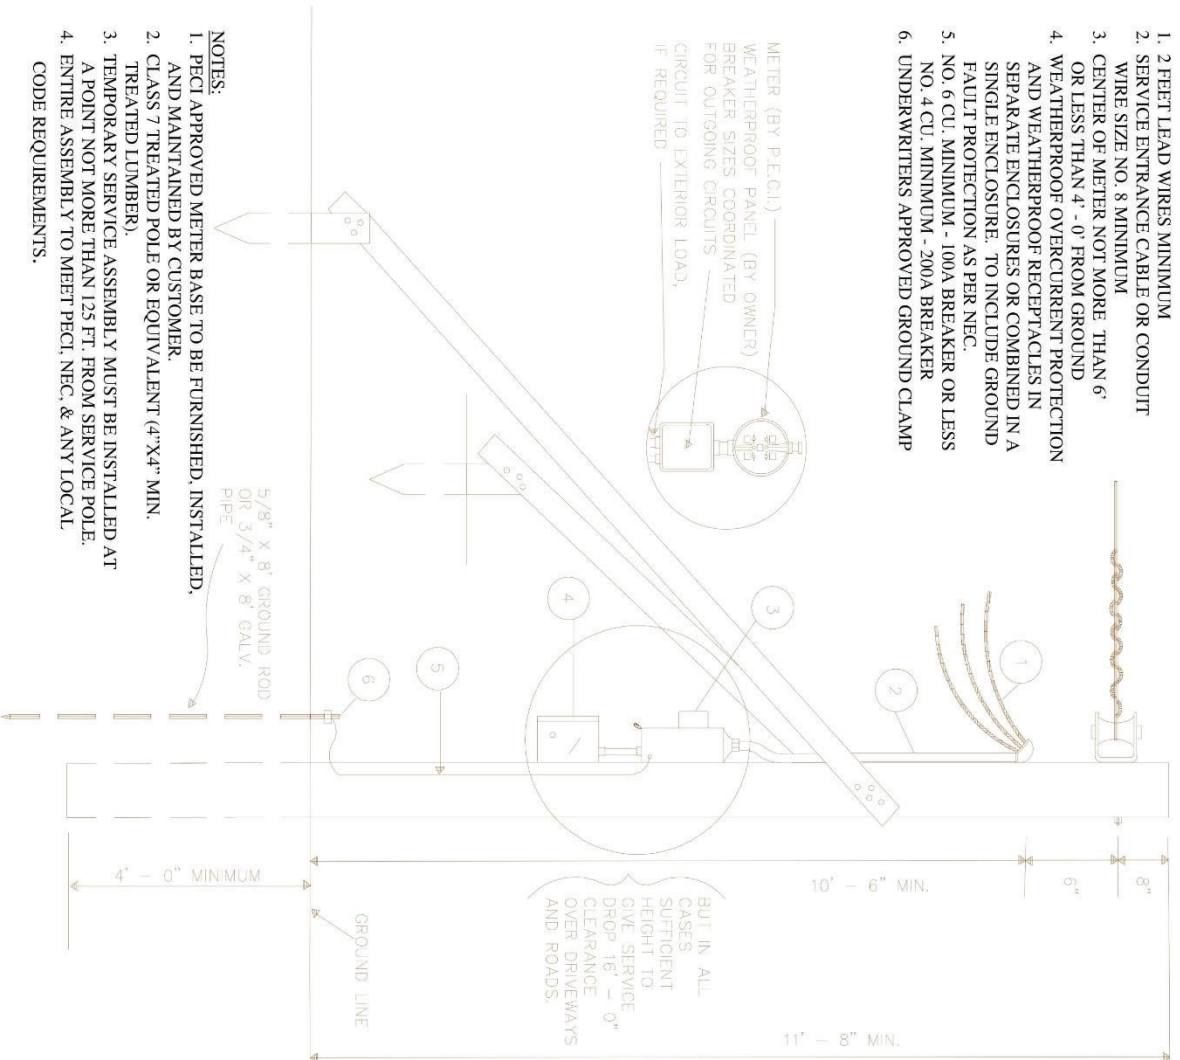 1. 2 FEET LEAD WIRES MINIMUM
2. SERVICE ENTRANCE CABLE OR CONDUIT
WIRE SIZE NO. 8 MINIMUM
3. CENTER OF METER NOT MORE THAN 6'
OR LESS THAN 4' - 0' FROM GROUND
4. WEATHERPROOF OVERCURRENT PROTECTION
AND WEATHERPROOF RECEPTACLES IN
SEPARATE ENCLOSURES OR COMBINED IN A
SINGLE ENCLOSURE. TO INCLUDE GROUND
FAULT PROTECTION AS PER NEC.
5. NO. 6 CU. MINIMUM - 100A BREAKER OR LESS
NO. 4 CU. MINIMUM - 200A BREAKER
6. UNDERWRITERS APPROVED GROUND CLAMP
METER (BY P.E.C.I.)
WEATHERPROOF PANEL (BY OWNER)
BREAKER SIZES COORDINATED
FOR OUTGOING CIRCUITS
CIRCUIT TO EXTERIOR LOAD,
IF REQUIRED
1
2
3
4
5
6
8"
6"
10' - 6" MIN.
11' - 8" MIN.
BUT IN ALL
CASES
SUFFICIENT
HEIGHT TO
GIVE SERVICE
DROP 16' - 0"
CLEARANCE
OVER DRIVEWAYS
AND ROADS.
GROUND LINE
4' - 0" MINIMUM
5/8" X 8' GROUND ROD
OR 3/4" X 8' GALV.
PIPE
NOTES:
1. PECI APPROVED METER BASE TO BE FURNISHED, INSTALLED,
AND MAINTAINED BY CUSTOMER.
2. CLASS 7 TREATED POLE OR EQUIVALENT (4"X4" MIN.
TREATED LUMBER).
3. TEMPORARY SERVICE ASSEMBLY MUST BE INSTALLED AT
A POINT NOT MORE THAN 125 FT. FROM SERVICE POLE.
4. ENTIRE ASSEMBLY TO MEET PECI, NEC, & ANY LOCAL
CODE REQUIREMENTS.